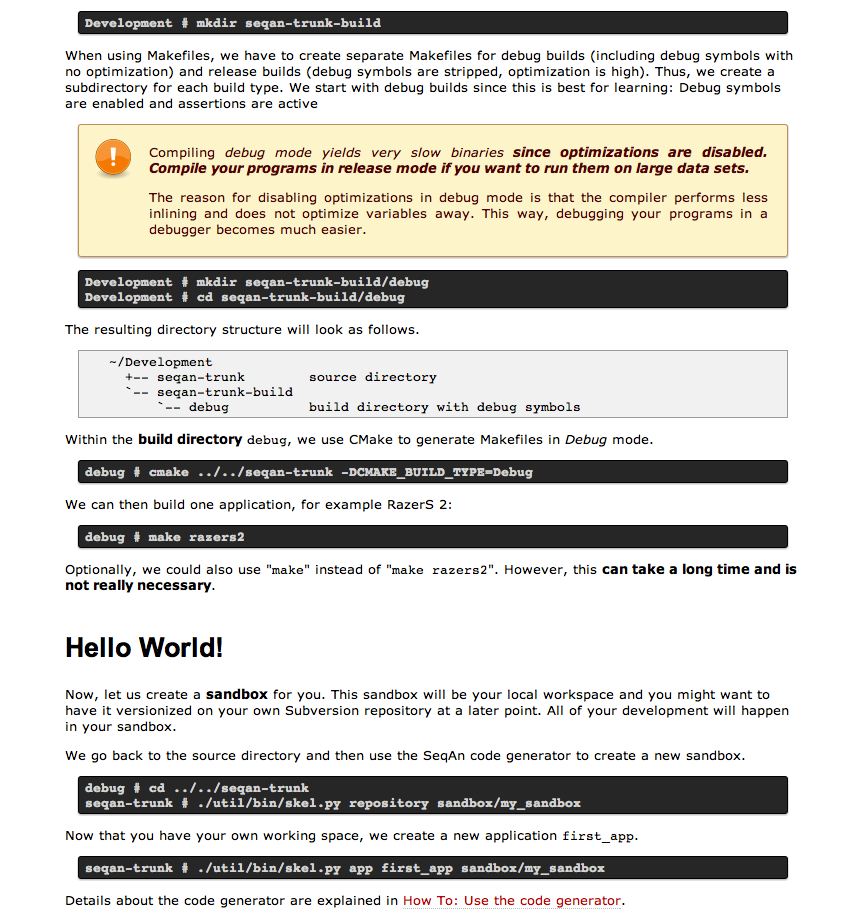 Development # mkdir seqan-trunk-build
When using Makefiles, we have to create separate Makefiles for debug builds (including debug symbols with
no optimization) and release builds (debug symbols are stripped, optimization is high). Thus, we create a
subdirectory for each build type. We start with debug builds since this is best for learning: Debug symbols
are enabled and assertions are active
Compiling debug mode yields very slow binaries since optimizations are disabled.
Compile your programs in release mode if you want to run them on large data sets.
The reason for disabling optimizations in debug mode is that the compiler performs less
inlining and does not optimize variables away. This way, debugging your programs in a
debugger becomes much easier.
Development # mkdir seqan-trunk-build/debug
Development # cd seqan-trunk-build/debug
The resulting directory structure will look as follows.
~/Development
+-- seqan-trunk        source directory
`-- seqan-trunk-build
`-- debug          build directory with debug symbols
Within the build directory debug, we use CMake to generate Makefiles in Debug mode.
debug # cmake ../../seqan-trunk -DCMAKE_BUILD_TYPE=Debug
We can then build one application, for example RazerS 2:
debug # make razers2
Optionally, we could also use "make" instead of "make razers2". However, this can take a long time and is
not really necessary.
Hello World!
Now, let us create a sandbox for you. This sandbox will be your local workspace and you might want to
have it versionized on your own Subversion repository at a later point. All of your development will happen
in your sandbox.
We go back to the source directory and then use the SeqAn code generator to create a new sandbox.
debug # cd ../../seqan-trunk
seqan-trunk # ./util/bin/skel.py repository sandbox/my_sandbox
Now that you have your own working space, we create a new application first_app.
seqan-trunk # ./util/bin/skel.py app first_app sandbox/my_sandbox
Details about the code generator are explained in How To: Use the code generator.